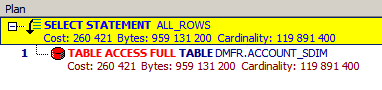 Plan
SELECT STATEMENT ALL_ROWS
Cost: 260 421 Bytes: 959 131 200 Cardinality: 119 891 400
1 TABLE ACCESS FULL TABLE DMFR.ACCOUNT_SDIM
Cost: 260 421 Bytes: 959 131 200 Cardinality: 119 891 400